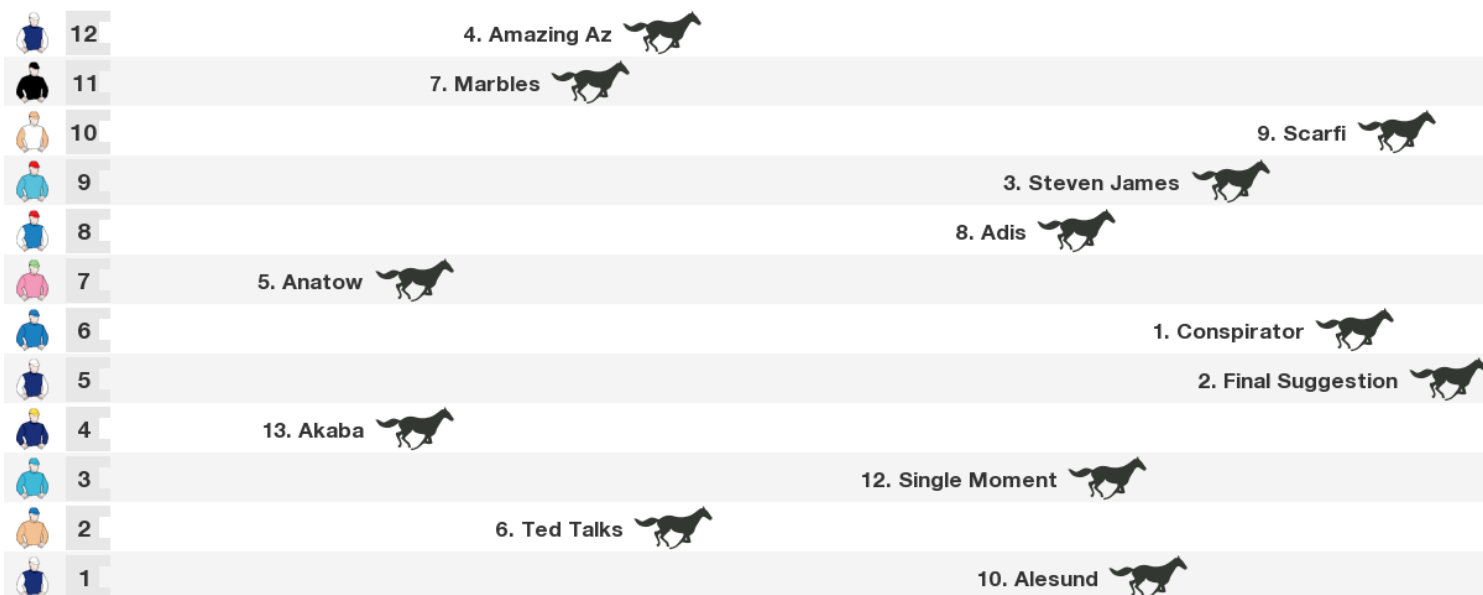 12 4. Amazing Az
11 7. Marbles
10 9. Scarfi
9 3. Steven James
8 8. Adis
7 5. Anatow
6 1. Conspirator
5 2. Final Suggestion
4 13. Akaba
3 12. Single Moment
2 6. Ted Talks
1 10. Alesund